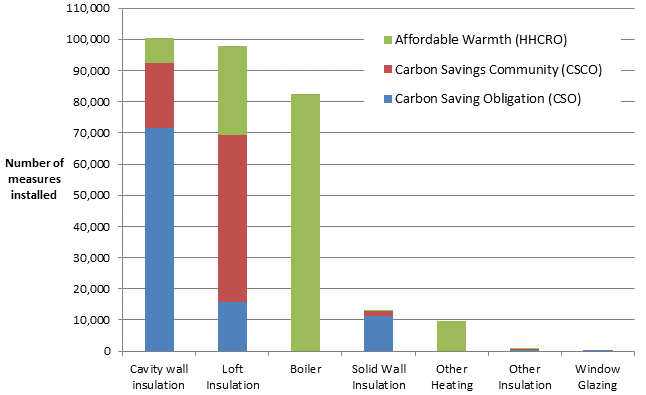 110,000
100,000
90,000
80,000
70,000
60,000
50,000
40,000
30,000
20,000
10,000
0
Number of
measures
installed
Affordable Warmth (HHCRO)
Carbon Savings Community (CSCO)
Carbon Saving Obligation (CSO)
Cavity wall
insulation
Loft
Insulation
Boiler
Solid Wall
Insulation
Other
Heating
Other
Insulation
Window
Glazing